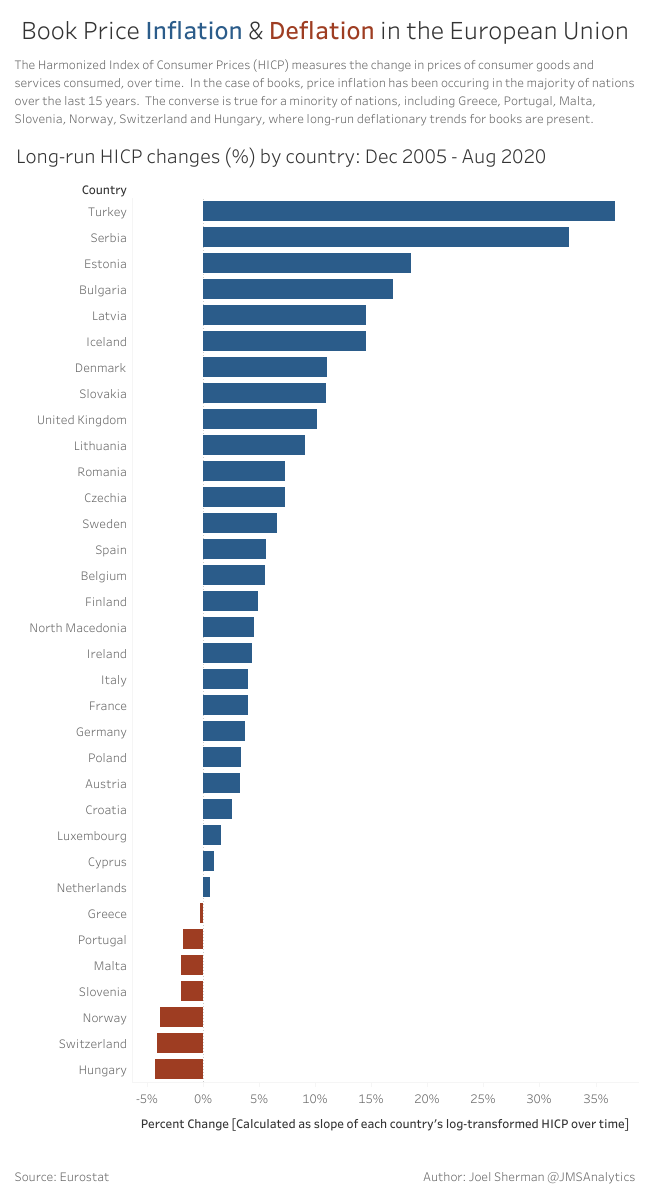 Book Price Inflation & Deflation in the European Union
The Harmonized Index of Consumer Prices (HICP) measures the change in prices of consumer goods and
services consumed, over time.  In the case of books, price inflation has been occuring in the majority of nations
over the last 15 years.  The converse is true for a minority of nations, including Greece, Portugal, Malta,
Slovenia, Norway, Switzerland and Hungary, where long-run deflationary trends for books are present.
Long-run HICP changes (%) by country: Dec 2005 - Aug 2020
Country
Turkey
Serbia
Estonia
Bulgaria
Latvia
Iceland
Denmark
Slovakia
United Kingdom
Lithuania
Romania
Czechia
Sweden
Spain
Belgium
Finland
North Macedonia
Ireland
Italy
France
Germany
Poland
Austria
Croatia
Luxembourg
Cyprus
Netherlands
Greece
Portugal
Malta
Slovenia
Norway
Switzerland
Hungary
-5% 0% 5% 10% 15% 20% 25% 30% 35%
Percent Change [Calculated as slope of each country's log-transformed HICP over time]
Source: Eurostat
Author: Joel Sherman @JMSAnalytics